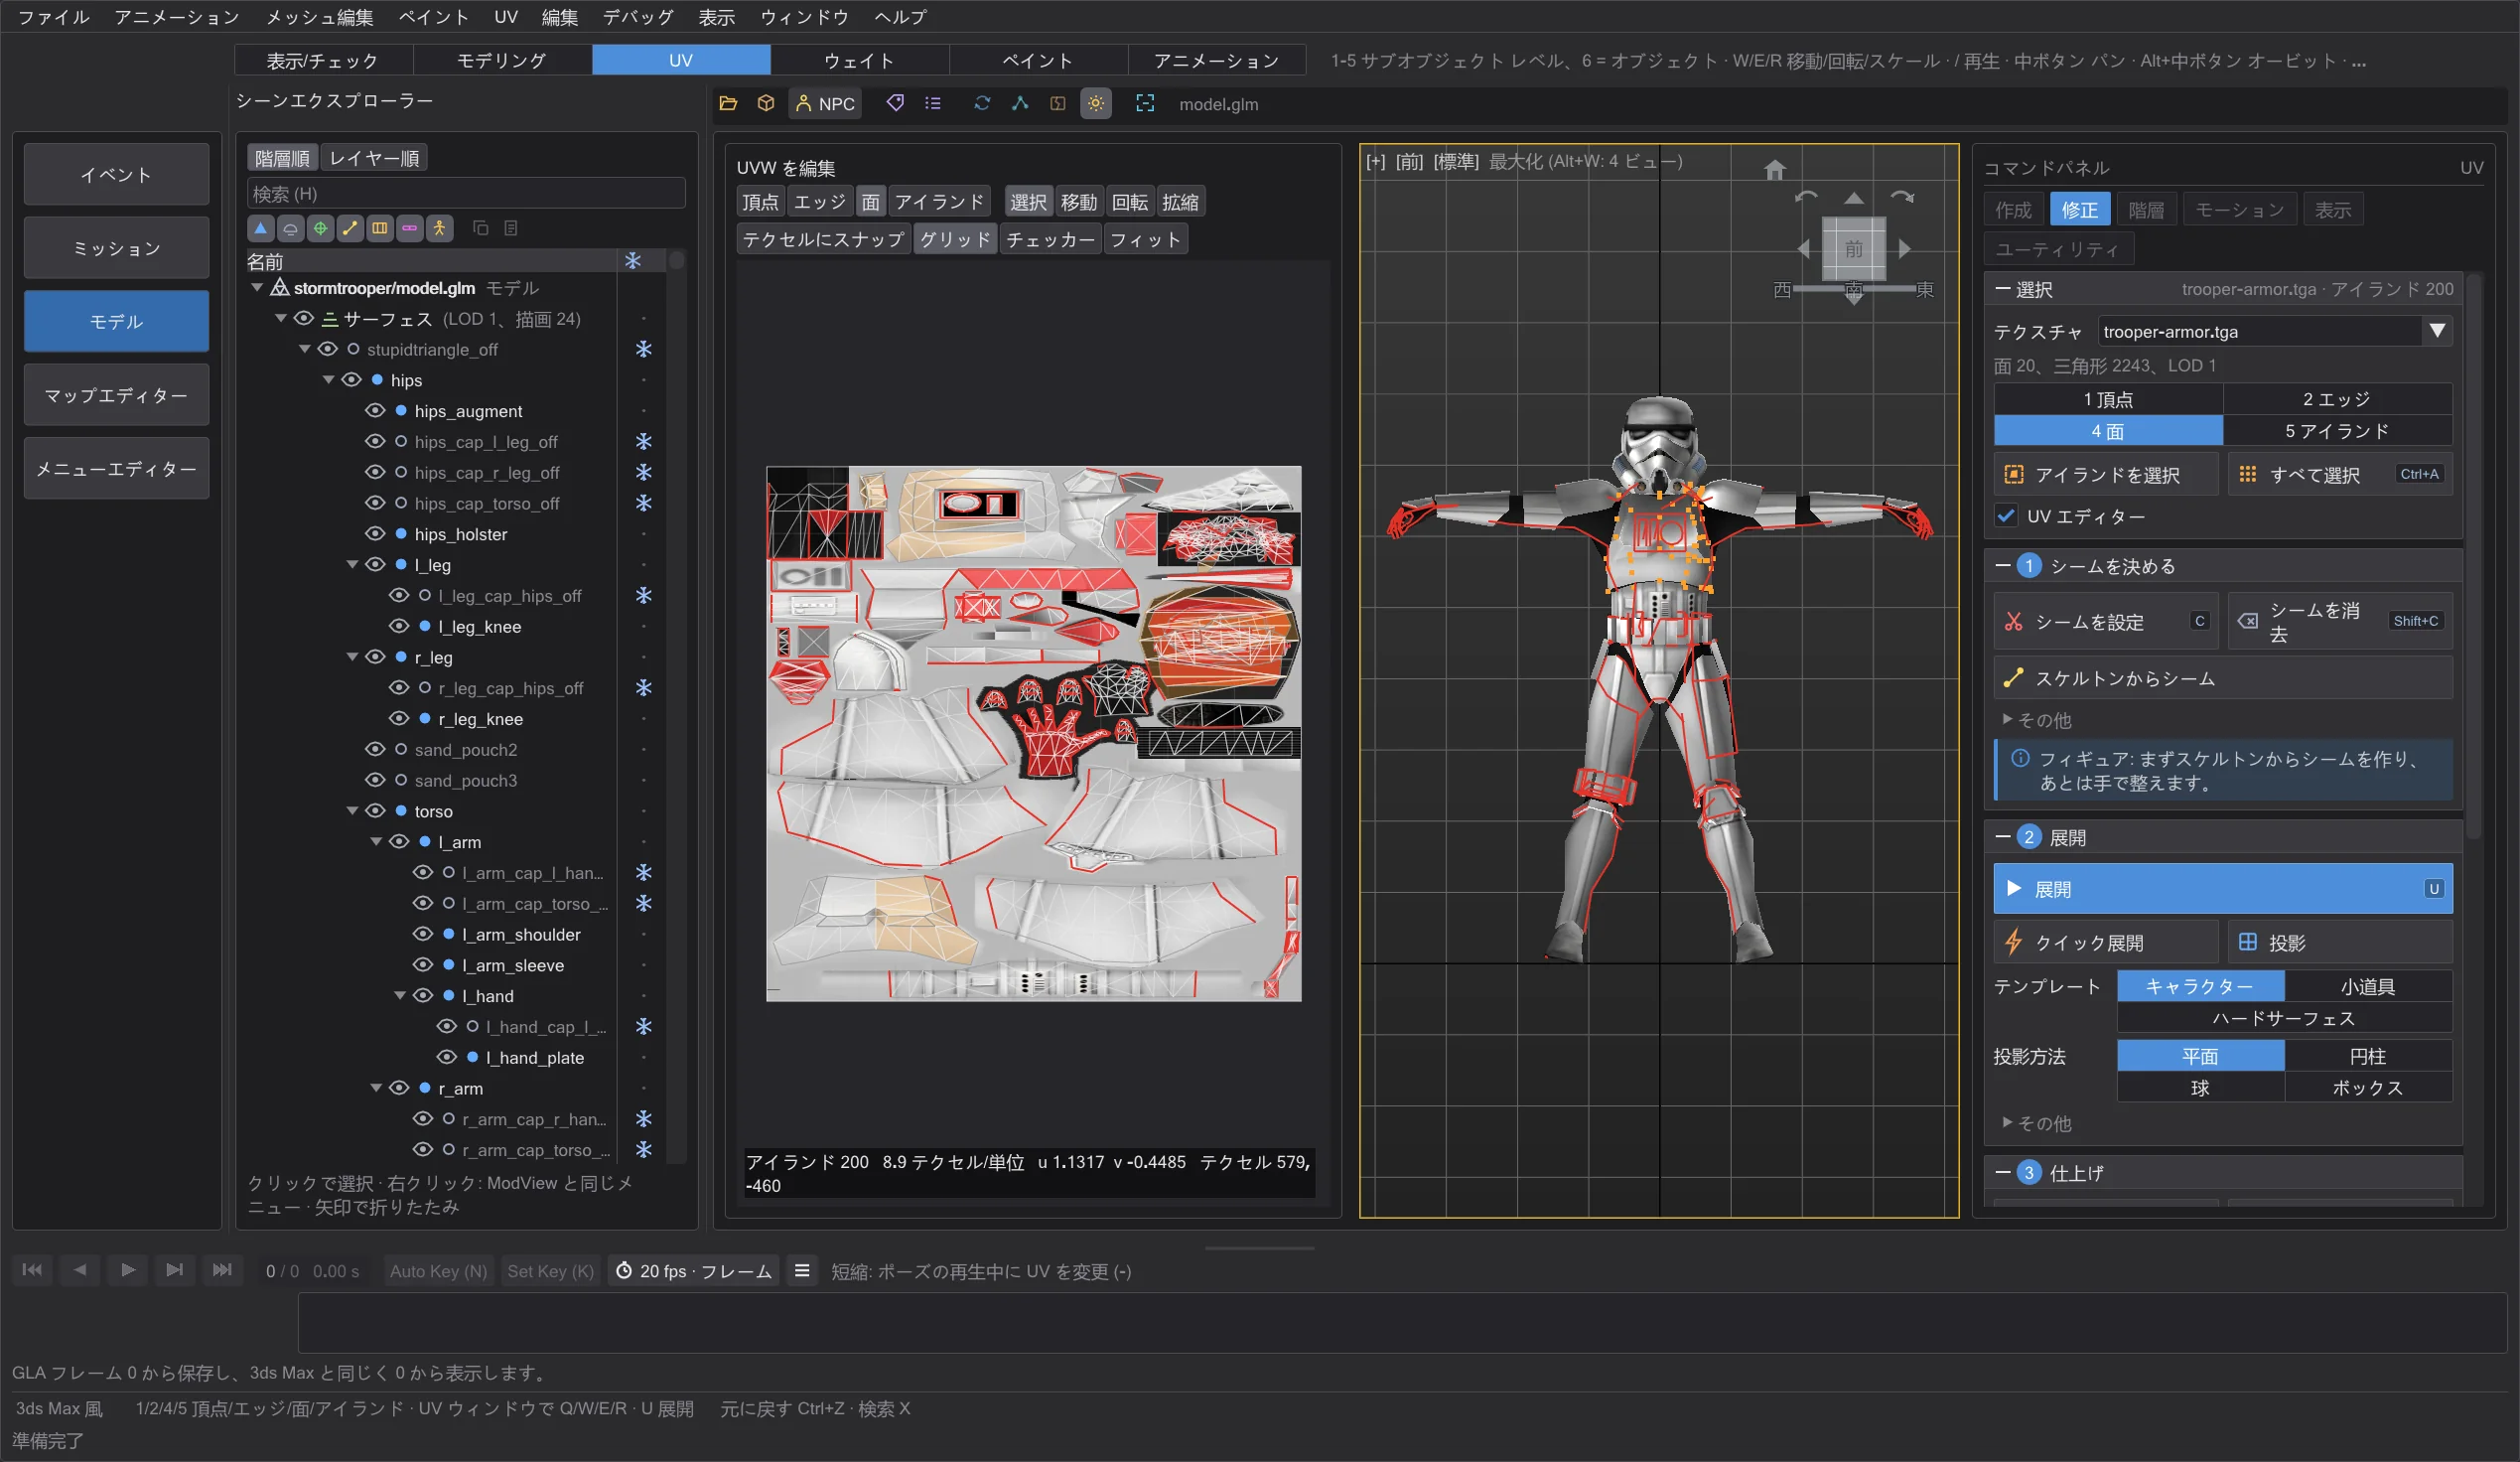 ファイル アニメーション メッシュ編集 ペイント UV 編集 デバッグ 表示 ウィンドウ ヘルプ
表示/チェック モデリング UV ウェイト ペイント アニメーション 1-5 サブオブジェクト レベル、6 = オブジェクト · W/E/R 移動/回転/スケール · / 再生 · 中ボタン パン · Alt+中ボタン オービット · ...
イベント
ミッション
モデル
マップエディター
メニューエディター
シーンエクスプローラー
階層順 レイヤー順
検索 (H)
名前
stormtrooper/model.glm モデル
サーフェス (LOD 1、描画 24)
stupidtriangle_off
hips
hips_augment
hips_cap_l_leg_off
hips_cap_r_leg_off
hips_cap_torso_off
hips_holster
l_leg
l_leg_cap_hips_off
l_leg_knee
r_leg
r_leg_cap_hips_off
r_leg_knee
sand_pouch2
sand_pouch3
torso
l_arm
l_arm_cap_l_han...
l_arm_cap_torso_...
l_arm_shoulder
l_arm_sleeve
l_hand
l_hand_cap_l_...
l_hand_plate
r_arm
r_arm_cap_r_han...
r_arm_cap_torso_...
クリックで選択 · 右クリック: ModView と同じメ
ニュー · 矢印で折りたたみ
NPC model.glm
UVW を編集
頂点 エッジ 面 アイランド 選択 移動 回転 拡縮
テクセルにスナップ グリッド チェッカー フィット
アイランド 200 8.9 テクセル/単位 u 1.1317 v -0.4485 テクセル 579,
-460
[+] [前] [標準] 最大化 (Alt+W: 4 ビュー)
前
西 南 東
コマンドパネル UV
作成 修正 階層 モーション 表示
ユーティリティ
選択 trooper-armor.tga · アイランド 200
テクスチャ trooper-armor.tga
面 20、三角形 2243、LOD 1
1 頂点 2 エッジ
4 面 5 アイランド
アイランドを選択 すべて選択 Ctrl+A
UV エディター
1 シームを決める
シームを設定 C シームを消
去 Shift+C
スケルトンからシーム
その他
フィギュア: まずスケルトンからシームを作り、
あとは手で整えます。
2 展開
展開 U
クイック展開 投影
テンプレート キャラクター 小道具
ハードサーフェス
投影方法 平面 円柱
球 ボックス
その他
3 仕上げ
0 / 0 0.00 s Auto Key (N) Set Key (K) 20 fps · フレーム 短縮: ポーズの再生中に UV を変更 (-)
GLA フレーム 0 から保存し、3ds Max と同じく 0 から表示します。
3ds Max 風 1/2/4/5 頂点/エッジ/面/アイランド · UV ウィンドウで Q/W/E/R · U 展開 元に戻す Ctrl+Z · 検索 X
準備完了